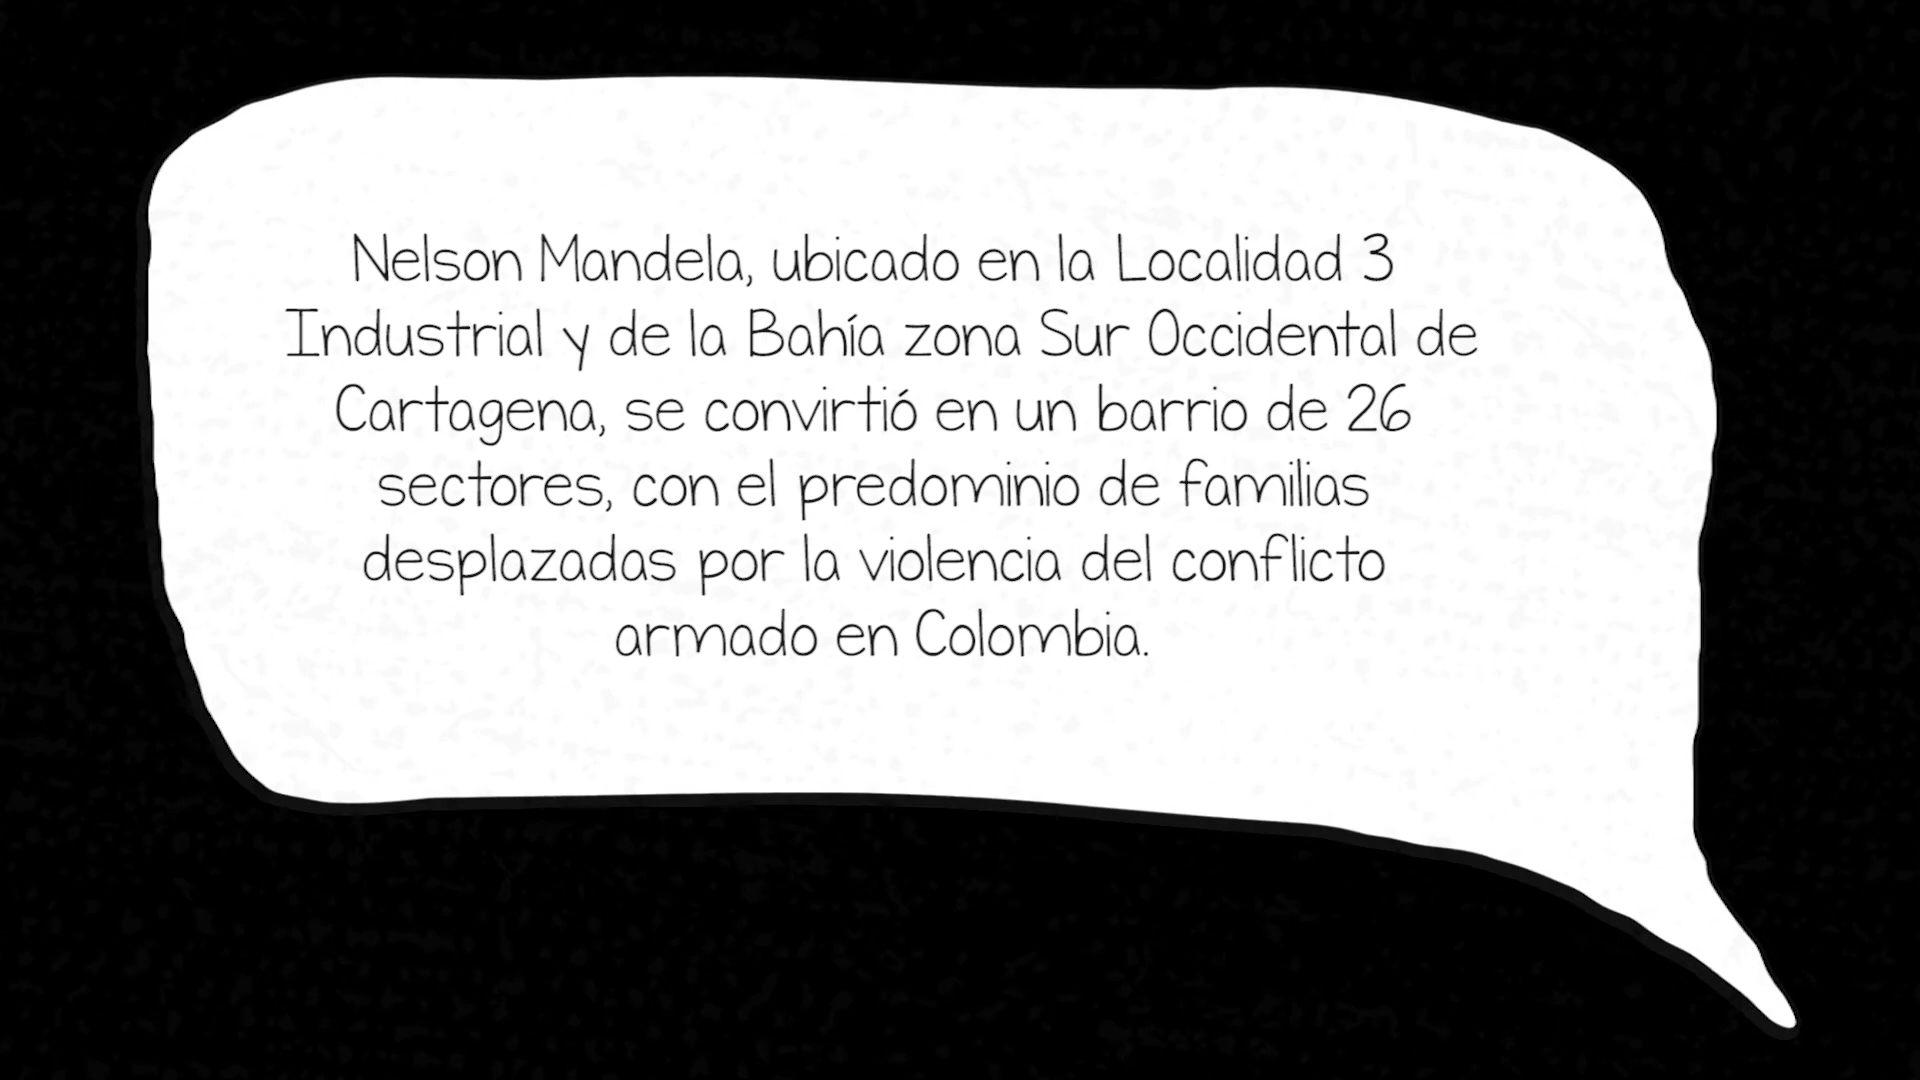 Nelson Mandela, ubicado en la Localidad 3
Industrial y de la Bahía zona Sur Occidental de
Cartagena, se convirtió en un barrio de 26
sectores, con el predominio de familias
desplazadas por la violencia del conflicto
armado en Colombia.